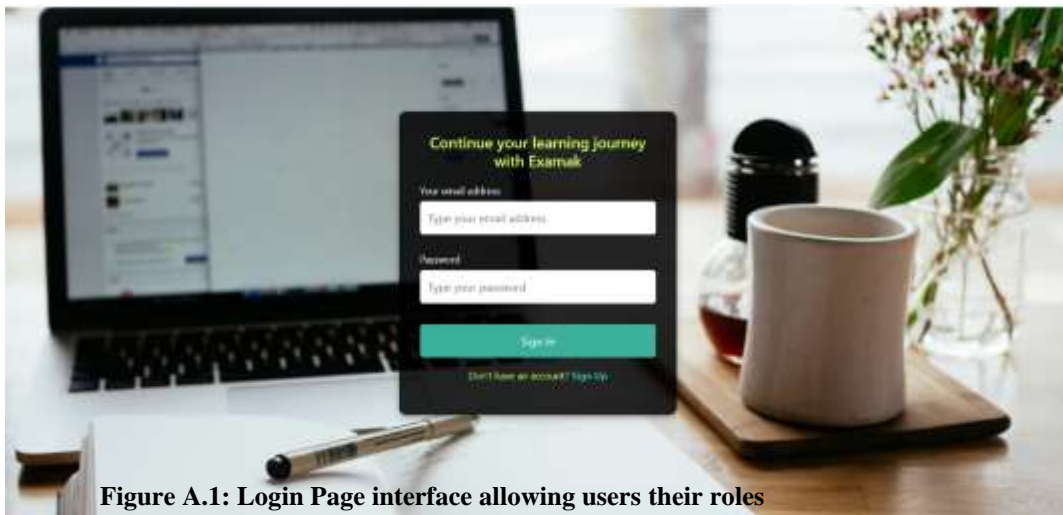 Continue your learning journey
with Examak
Your email address
Type your email address
Password
Type your password
Sign In
Don't have an account? Sign Up
Figure A.1: Login Page interface allowing users their roles